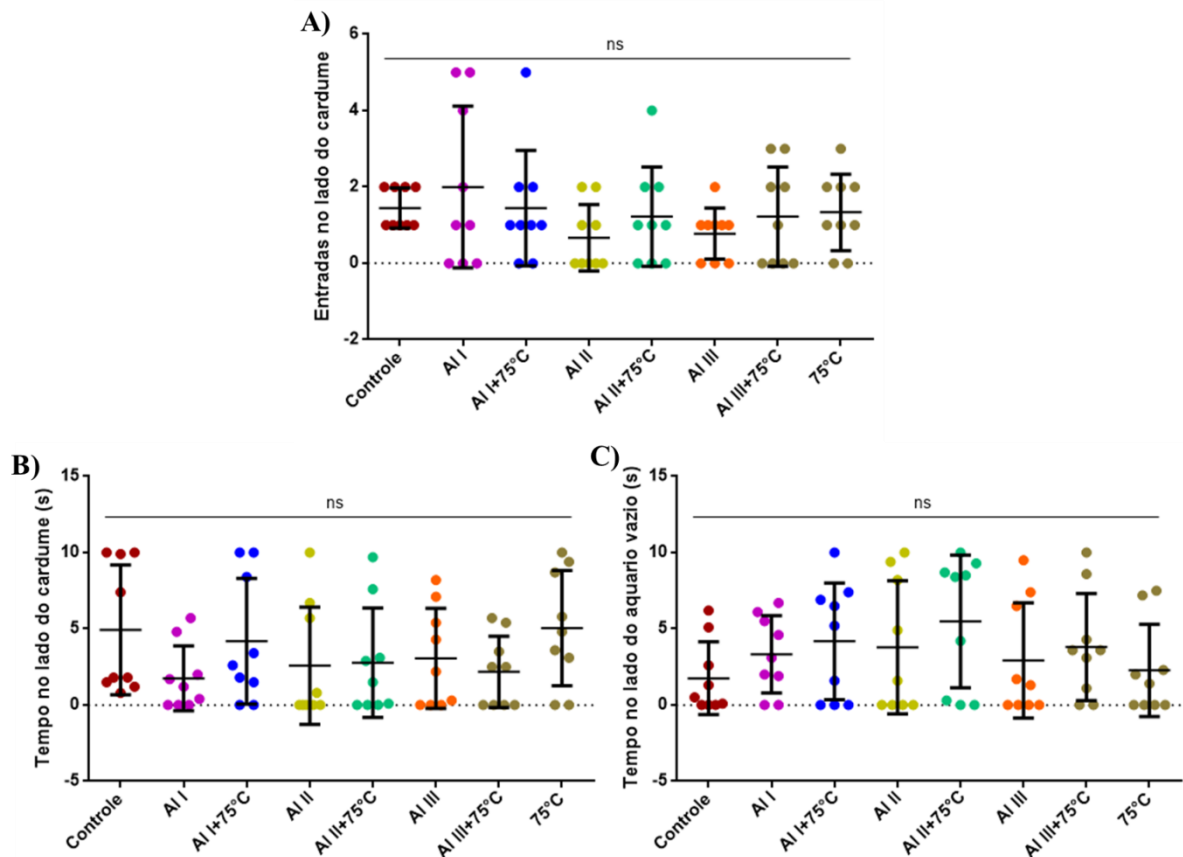 A)
Entradas no lado do cardume
6
4
2
0
-2
ns
Controle
Al I
Al I+75°C
Al II
Al II+75°C
Al III
Al III+75°C
75°C
B)
Tempo no lado do cardume (s)
15
10
5
0
-5
ns
Controle
Al I
Al I+75°C
Al II
Al II+75°C
Al III
Al III+75°C
75°C
C)
Tempo no lado do aquario vazio (s)
15
10
5
0
-5
ns
Controle
Al I
Al I+75°C
Al II
Al II+75°C
Al III
Al III+75°C
75°C